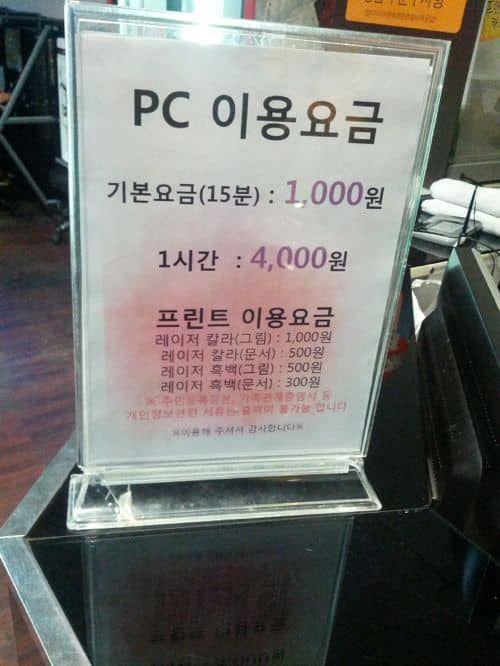 PC 이용요금
기본요금(15분) : 1,000원
1시간 : 4,000원
프린트 이용요금
레이저 칼라(그림) : 1,000원
레이저 칼라(문서) : 500원
레이저 흑백(그림) : 500원
레이저 흑백(문서) : 300원
※ 주민등록등본, 가족관계증명서 등
개인정보관련 서류는 출력이 불가능 합니다
※이용해 주셔서 감사합니다※